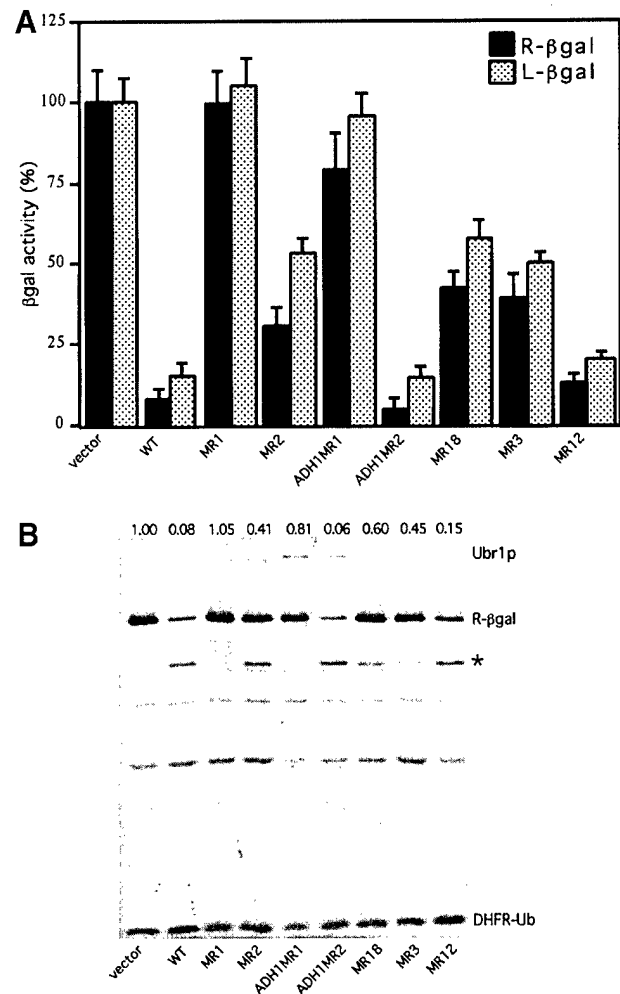 A
125
100
75
50
25
0
βgal activity (%)
R-βgal
L-βgal
vector
WT
MR1
MR2
ADH1MR1
ADH1MR2
MR18
MR3
MR12
B
1.00 0.08 1.05 0.41 0.81 0.06 0.60 0.45 0.15
Ubr1p
R-βgal
*
DHFR-Ub
vector
WT
MR1
MR2
ADH1MR1
ADH1MR2
MR18
MR3
MR12